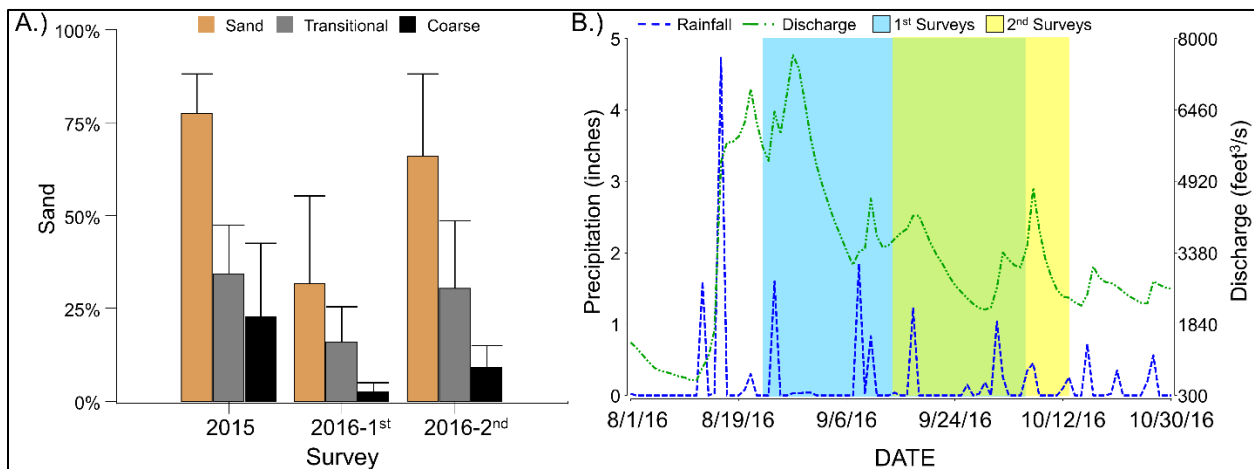 A.)
100%
75%
50%
25%
0%
Sand
Sand Transitional Coarse
2015 2016-1st 2016-2nd
Survey
B.)
Rainfall Discharge 1st Surveys 2nd Surveys
5
4
3
2
1
0
Precipitation (inches)
8000
6460
4920
3380
1840
300
Discharge (feet³/s)
8/1/16 8/19/16 9/6/16 9/24/16 10/12/16 10/30/16
DATE